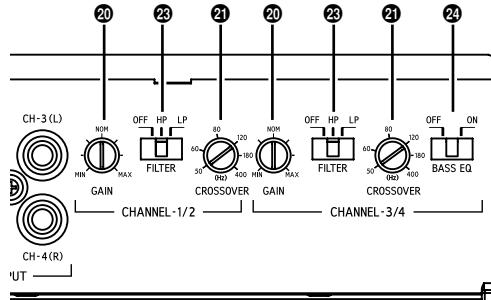 20 23 21 20 23 21 24
CH-3(L)
NOM
OFF HP LP
80
60 120
180
50 400
(Hz)
MIN MAX
GAIN
FILTER
CROSSOVER
NOM
MIN MAX
GAIN
OFF HP LP
FILTER
80
60 120
180
50 400
(Hz)
CROSSOVER
OFF ON
BASS EQ
CHANNEL-1/2
CHANNEL-3/4
CH-4(R)